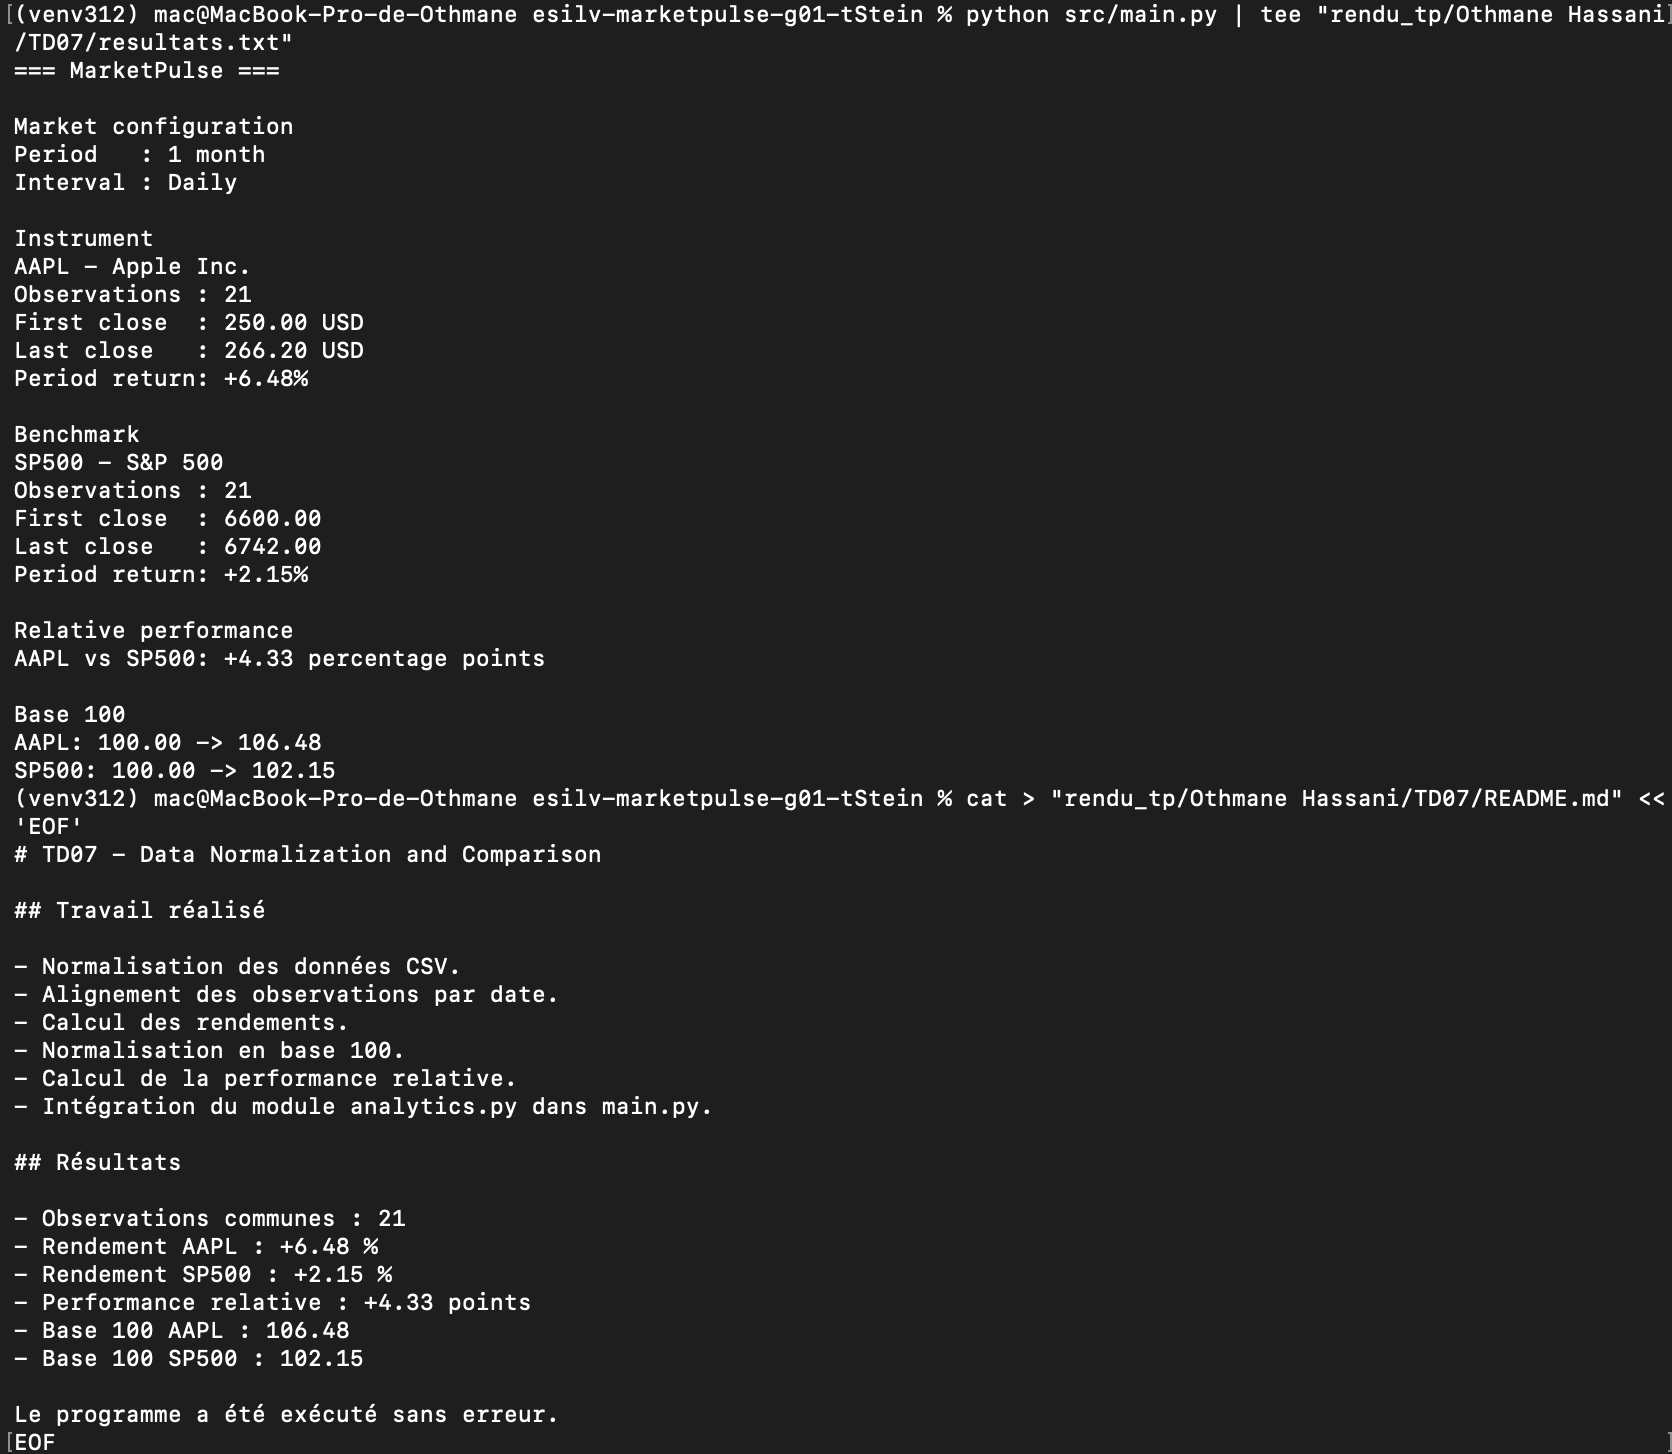 [(venv312) mac@MacBook-Pro-de-Othmane esilv-marketpulse-g01-tStein % python src/main.py | tee "rendu_tp/Othmane Hassani]
/TD07/resultats.txt"
=== MarketPulse ===
Market configuration
Period   : 1 month
Interval : Daily
Instrument
AAPL – Apple Inc.
Observations : 21
First close  : 250.00 USD
Last close   : 266.20 USD
Period return: +6.48%
Benchmark
SP500 – S&P 500
Observations : 21
First close  : 6600.00
Last close   : 6742.00
Period return: +2.15%
Relative performance
AAPL vs SP500: +4.33 percentage points
Base 100
AAPL: 100.00 -> 106.48
SP500: 100.00 -> 102.15
(venv312) mac@MacBook-Pro-de-Othmane esilv-marketpulse-g01-tStein % cat > "rendu_tp/Othmane Hassani/TD07/README.md" <<
'EOF'
# TD07 – Data Normalization and Comparison
## Travail réalisé
- Normalisation des données CSV.
- Alignement des observations par date.
- Calcul des rendements.
- Normalisation en base 100.
- Calcul de la performance relative.
- Intégration du module analytics.py dans main.py.
## Résultats
- Observations communes : 21
- Rendement AAPL : +6.48 %
- Rendement SP500 : +2.15 %
- Performance relative : +4.33 points
- Base 100 AAPL : 106.48
- Base 100 SP500 : 102.15
Le programme a été exécuté sans erreur.
[EOF ]